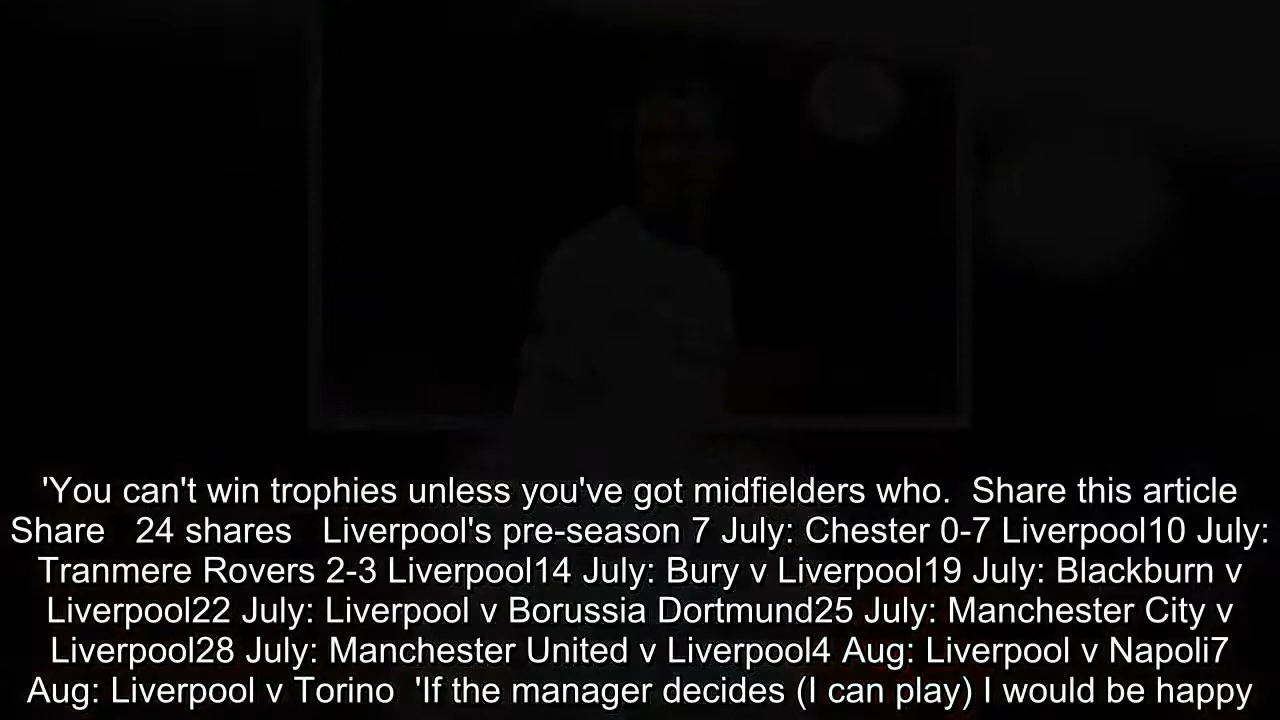 'You can't win trophies unless you've got midfielders who.  Share this article
Share   24 shares   Liverpool's pre-season 7 July: Chester 0-7 Liverpool10 July:
Tranmere Rovers 2-3 Liverpool14 July: Bury v Liverpool19 July: Blackburn v
Liverpool22 July: Liverpool v Borussia Dortmund25 July: Manchester City v
Liverpool28 July: Manchester United v Liverpool4 Aug: Liverpool v Napoli7
Aug: Liverpool v Torino  'If the manager decides (I can play) I would be happy